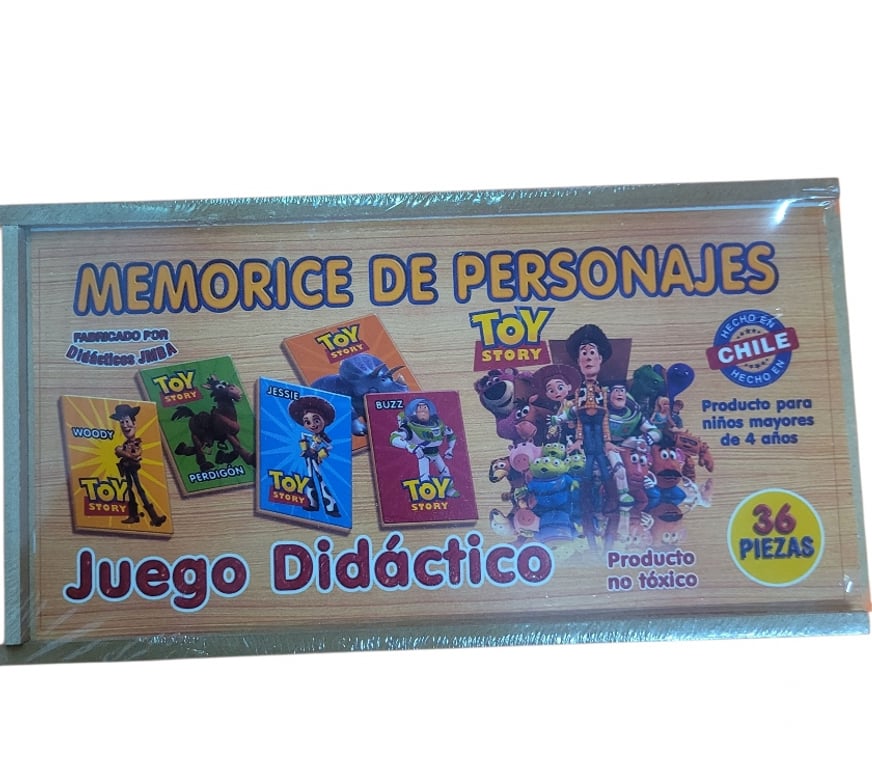 MEMORICE DE PERSONAJES
FABRICADO POR
Didácticos JMBA
TOY
STORY
TOY
STORY
PERDIGÓN
WOODY
TOY
STORY
JESSIE
TOY
STORY
BUZZ
TOY
STORY
TOY
STORY
HECHO EN
CHILE
HECHO EN
Producto para
niños mayores
de 4 años
36
PIEZAS
Juego Didáctico
Producto
no tóxico